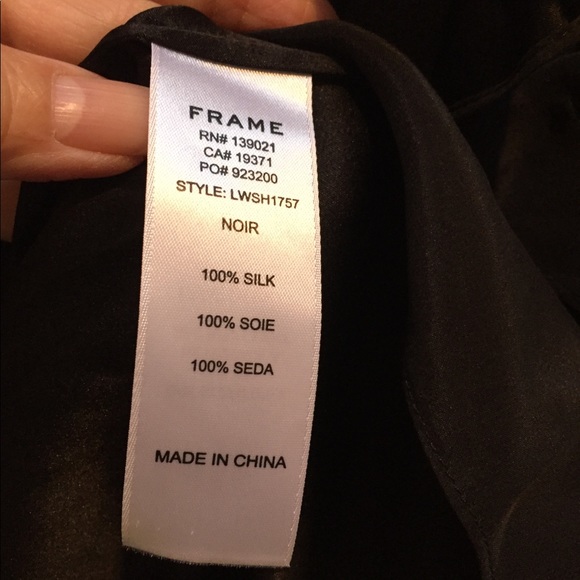 FRAME
RN# 139021
CA# 19371
PO# 923200
STYLE: LWSH1757
NOIR
100% SILK
100% SOIE
100% SEDA
MADE IN CHINA